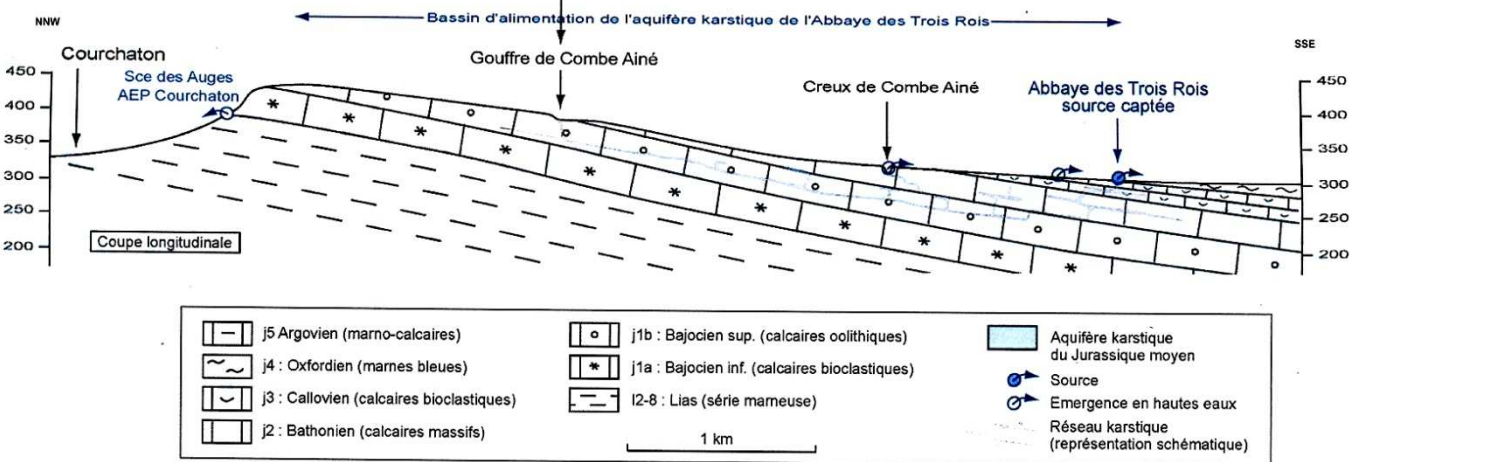 Bassin d'alimentation de l'aquifère karstique de l'Abbaye des Trois Rois
NNW
SSE
Courchaton
Gouffre de Combe Ainé
Sce des Auges
AEP Courchaton
Creux de Combe Ainé
Abbaye des Trois Rois
source captée
450
400
350
300
250
200
450
400
350
300
250
200
Coupe longitudinale
j5 Argovien (marno-calcaires)
j4 : Oxfordien (marnes bleues)
j3 : Callovien (calcaires bioclastiques)
j2 : Bathonien (calcaires massifs)
j1b : Bajocien sup. (calcaires oolithiques)
j1a : Bajocien inf. (calcaires bioclastiques)
l2-8 : Lias (série marneuse)
1 km
Aquifère karstique
du Jurassique moyen
Source
Emergence en hautes eaux
Réseau karstique
(représentation schématique)